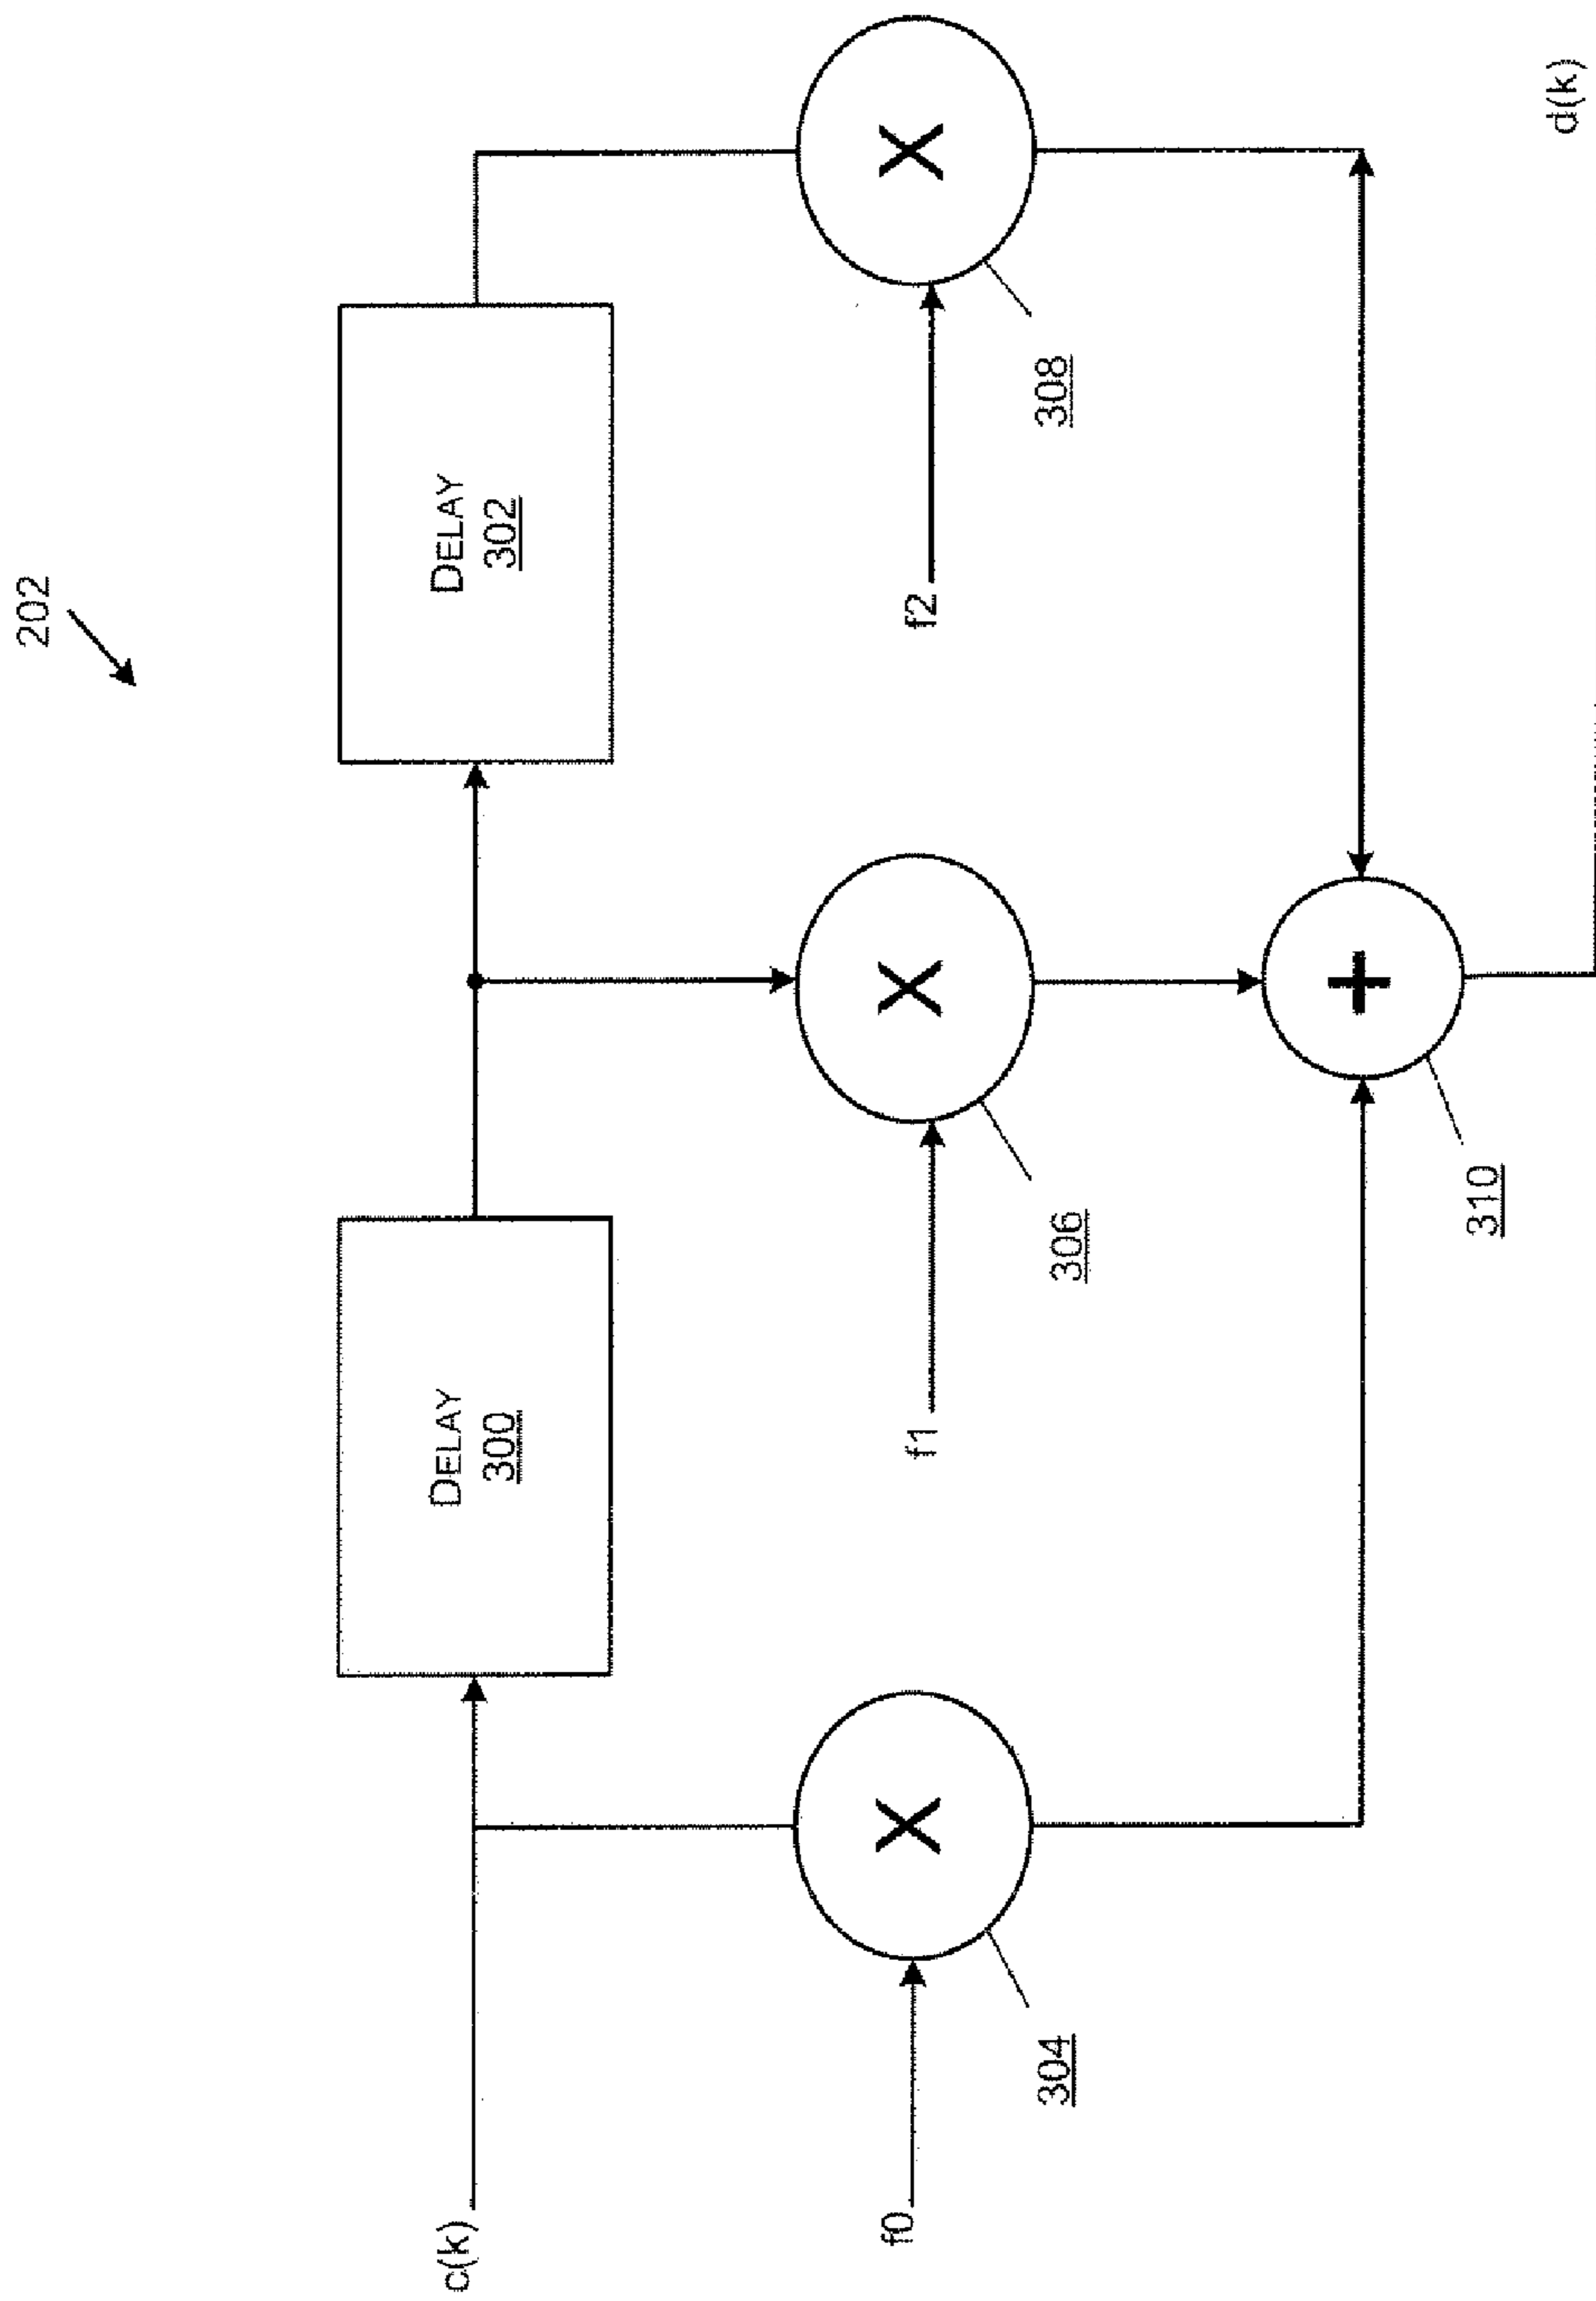 202
c(k)
DELAY
300
DELAY
302
f0
X
304
f1
X
306
f2
X
308
+
310
d(k)